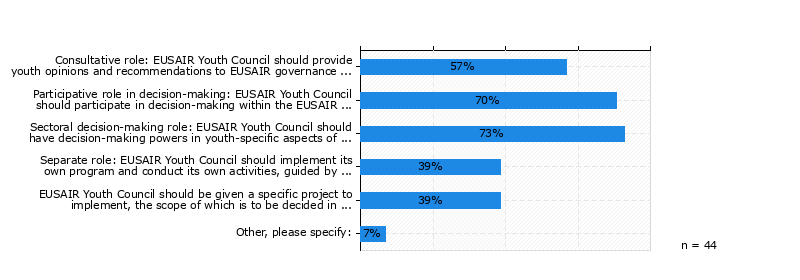 Consultative role: EUSAIR Youth Council should provide
youth opinions and recommendations to EUSAIR governance ...
57%
Participative role in decision-making: EUSAIR Youth Council
should participate in decision-making within the EUSAIR ...
70%
Sectoral decision-making role: EUSAIR Youth Council should
have decision-making powers in youth-specific aspects of ...
73%
Separate role: EUSAIR Youth Council should implement its
own program and conduct its own activities, guided by ...
39%
EUSAIR Youth Council should be given a specific project to
implement, the scope of which is to be decided in ...
39%
Other, please specify:
7%
n = 44